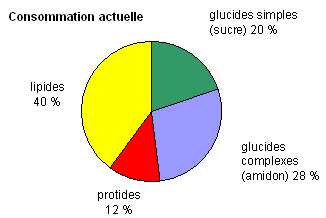 Consommation actuelle
glucides simples
(sucre) 20 %
lipides
40 %
glucides
complexes
(amidon) 28 %
protides
12 %